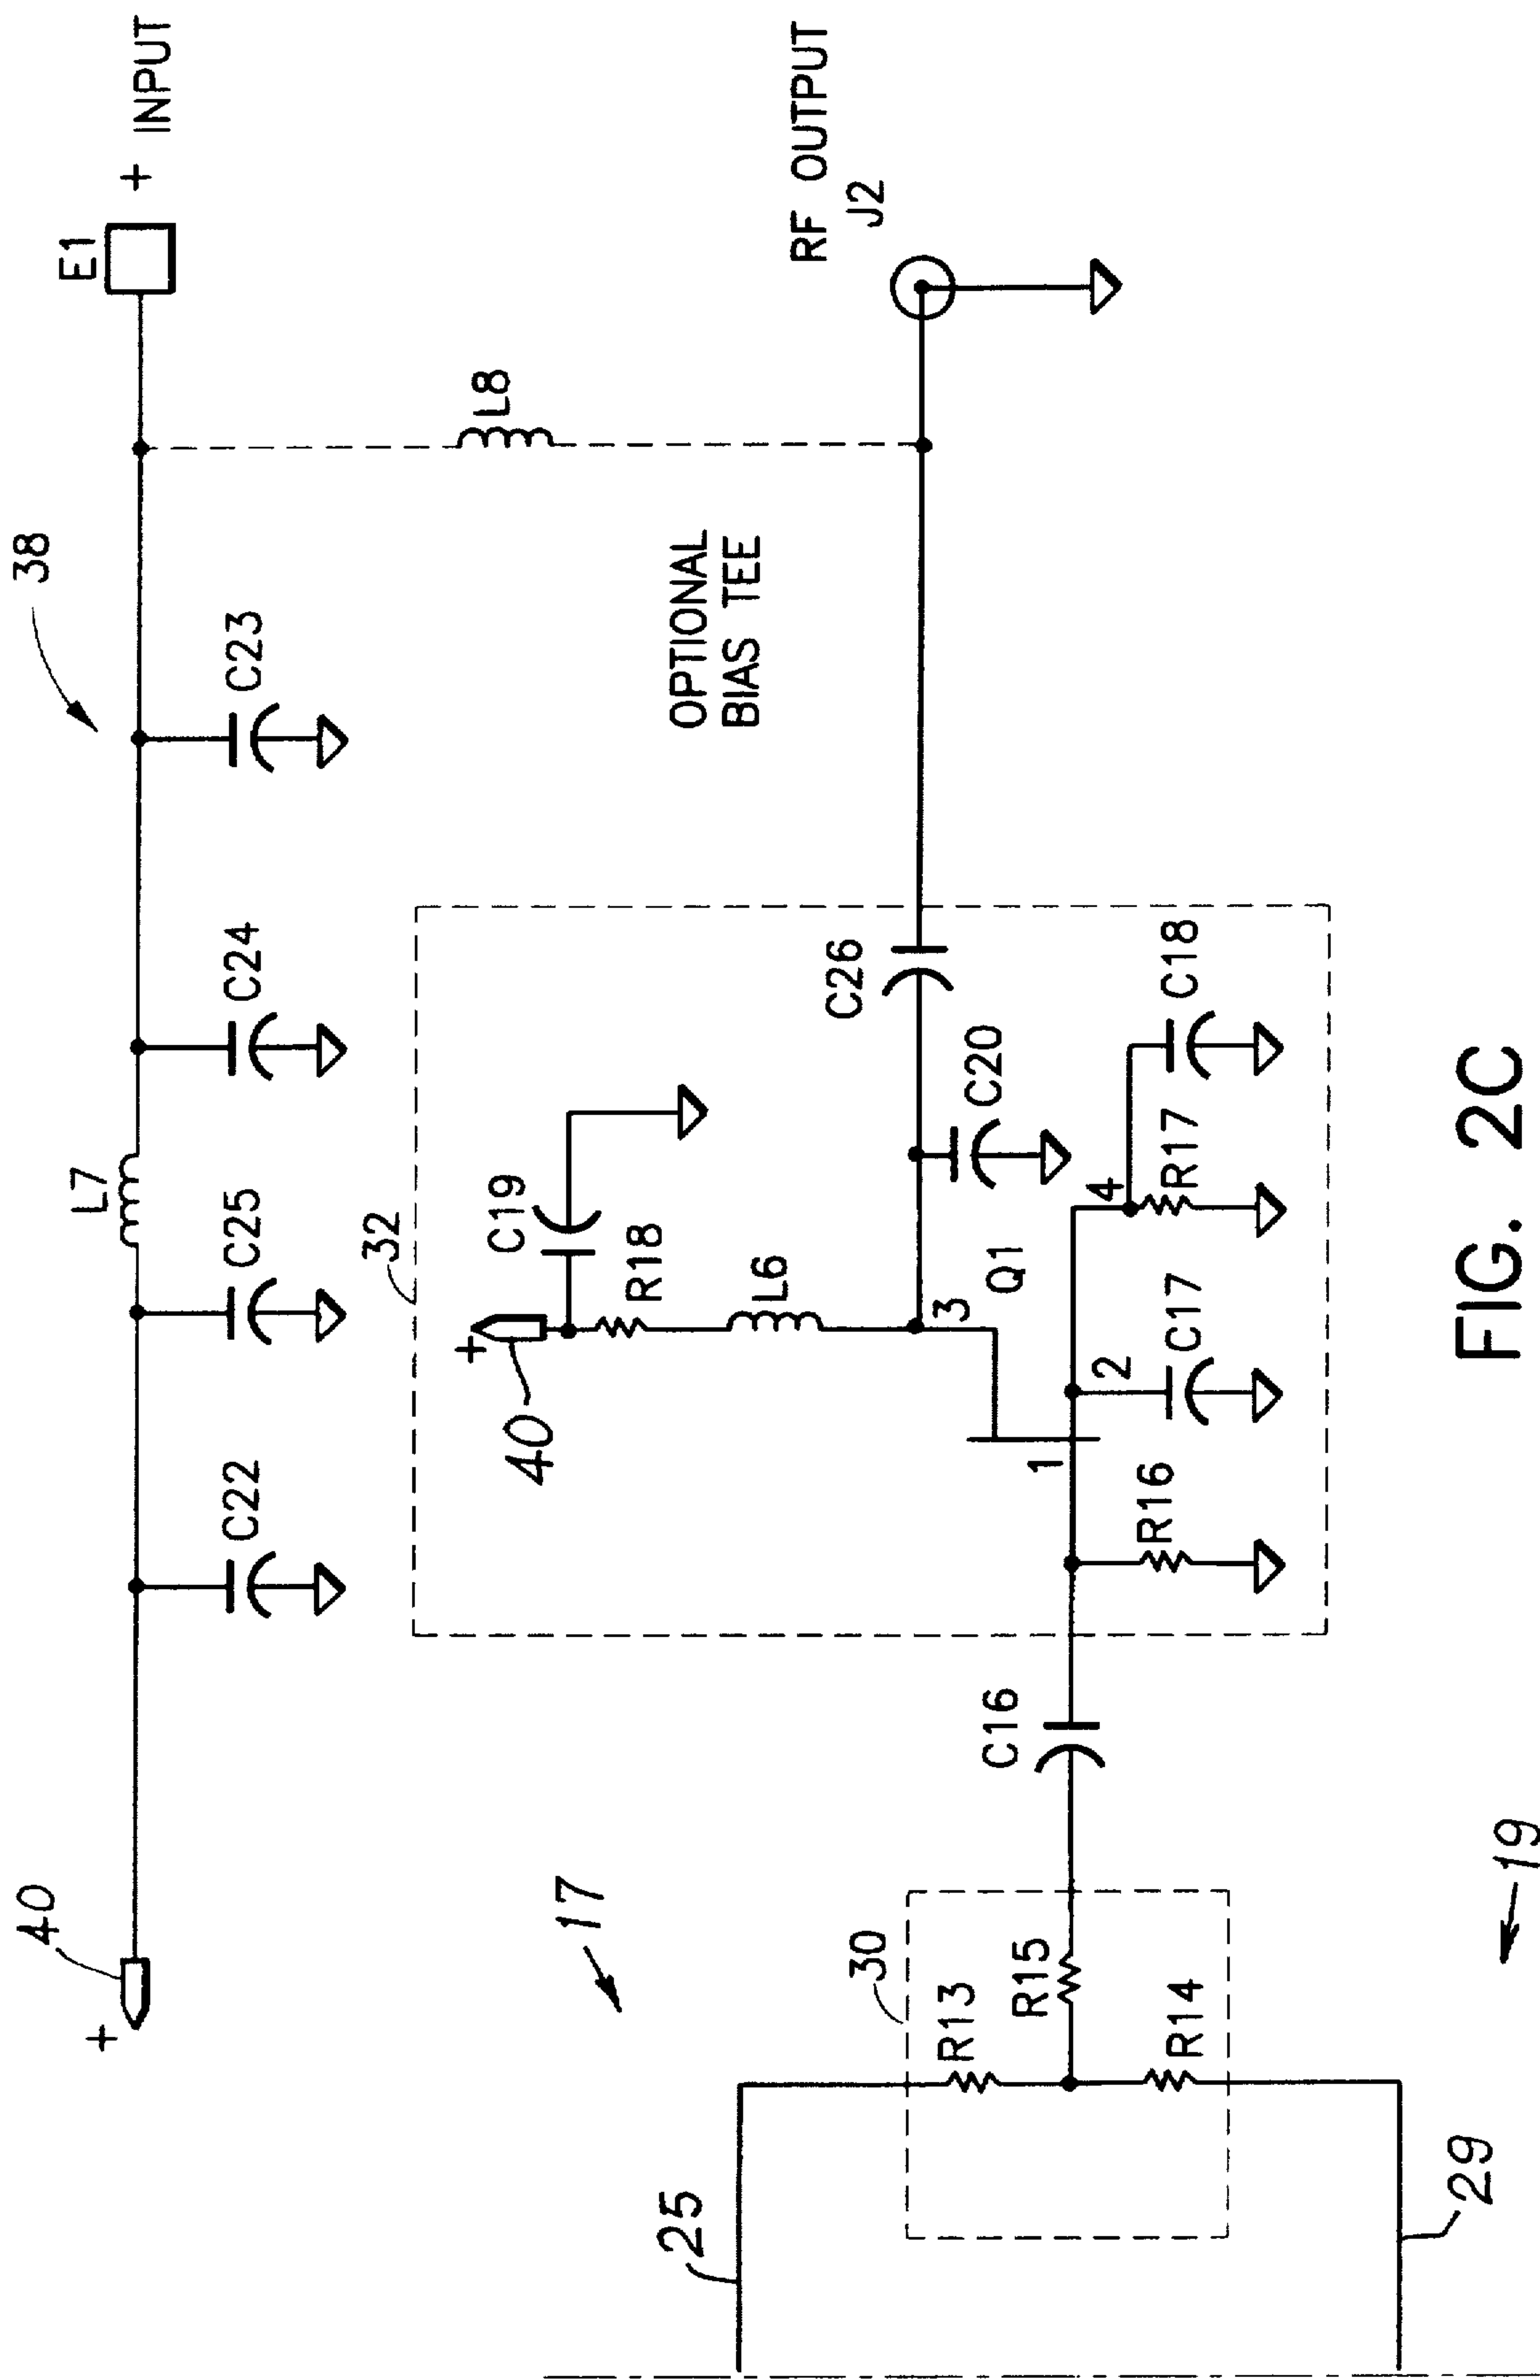 40
+
C22
C25
L7
C24
C23
38
E1
+ INPUT
32
+
40
C19
R18
L6
3
Q1
C20
C26
OPTIONAL
BIAS TEE
L8
RF OUTPUT
J2
17
25
30
R13
R15
R14
C16
1
R16
2
C17
4
R17
C18
29
19
FIG. 2C